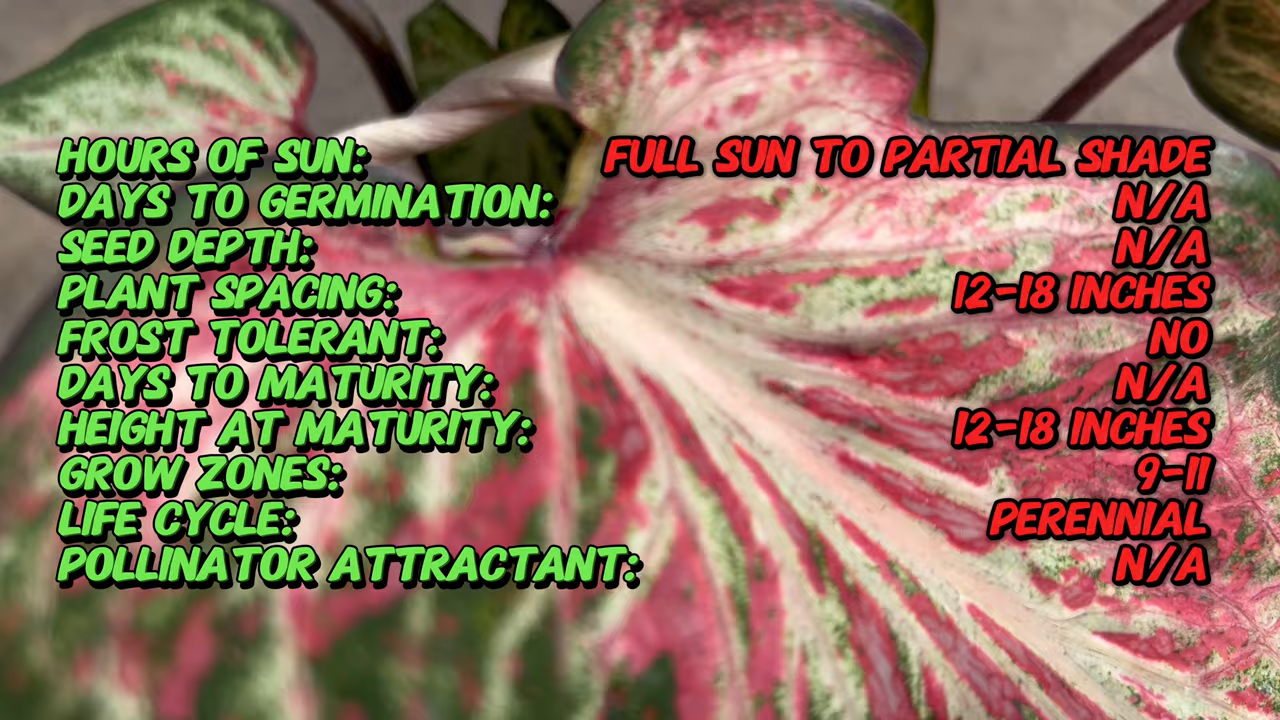 HOURS OF SUN: FULL SUN TO PARTIAL SHADE
DAYS TO GERMINATION: N/A
SEED DEPTH: N/A
PLANT SPACING: 12-18 INCHES
FROST TOLERANT: NO
DAYS TO MATURITY: N/A
HEIGHT AT MATURITY: 12-18 INCHES
GROW ZONES: 9-11
LIFE CYCLE: PERENNIAL
POLLINATOR ATTRACTANT: N/A